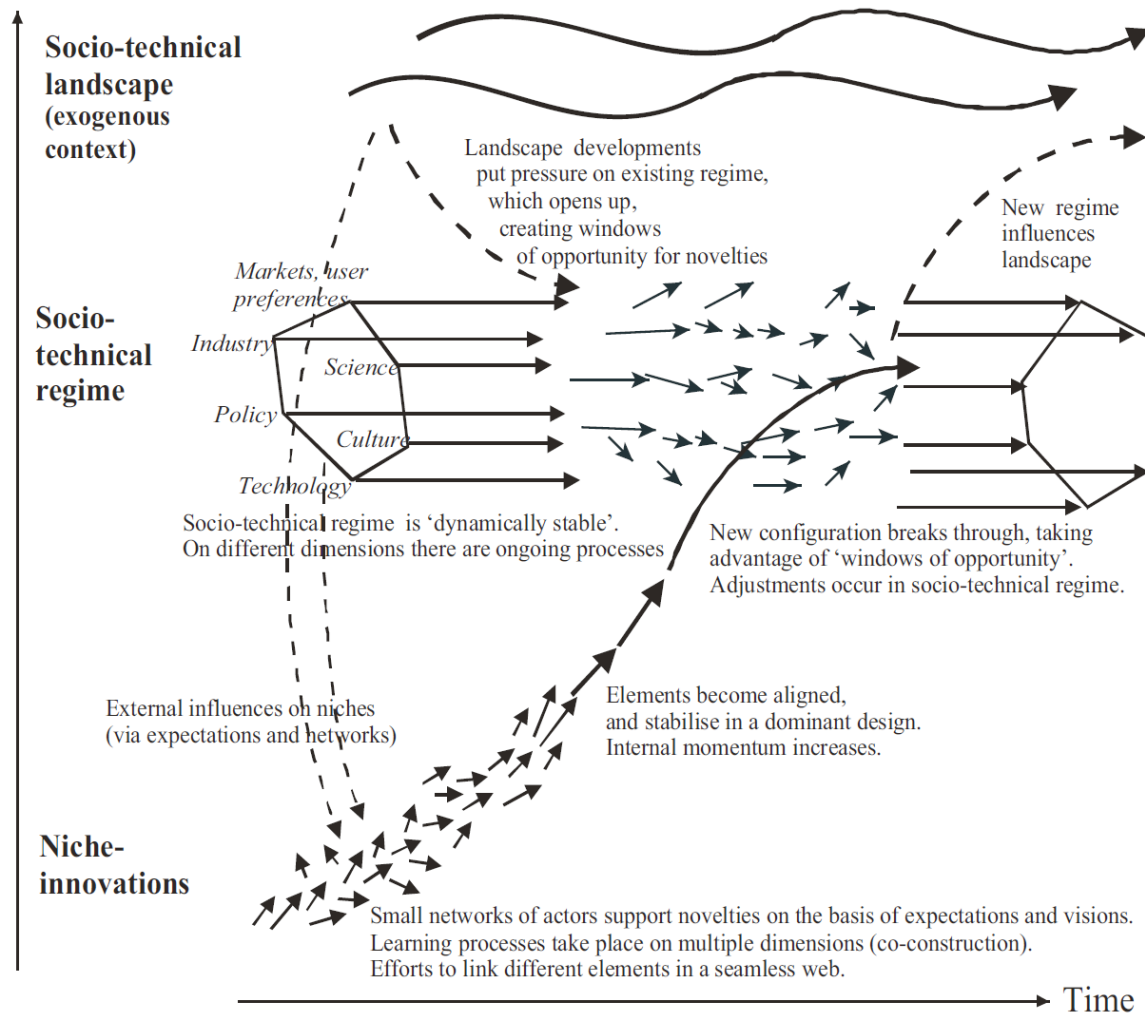 Socio-technical
landscape
(exogenous
context)
Landscape developments
put pressure on existing regime,
which opens up,
creating windows
of opportunity for novelties
New regime
influences
landscape
Markets, user
preferences
Industry
Science
Policy
Culture
Technology
Socio-
technical
regime
Socio-technical regime is ‘dynamically stable’.
On different dimensions there are ongoing processes
New configuration breaks through, taking
advantage of ‘windows of opportunity’.
Adjustments occur in socio-technical regime.
External influences on niches
(via expectations and networks)
Elements become aligned,
and stabilise in a dominant design.
Internal momentum increases.
Niche-
innovations
Small networks of actors support novelties on the basis of expectations and visions.
Learning processes take place on multiple dimensions (co-construction).
Efforts to link different elements in a seamless web.
Time